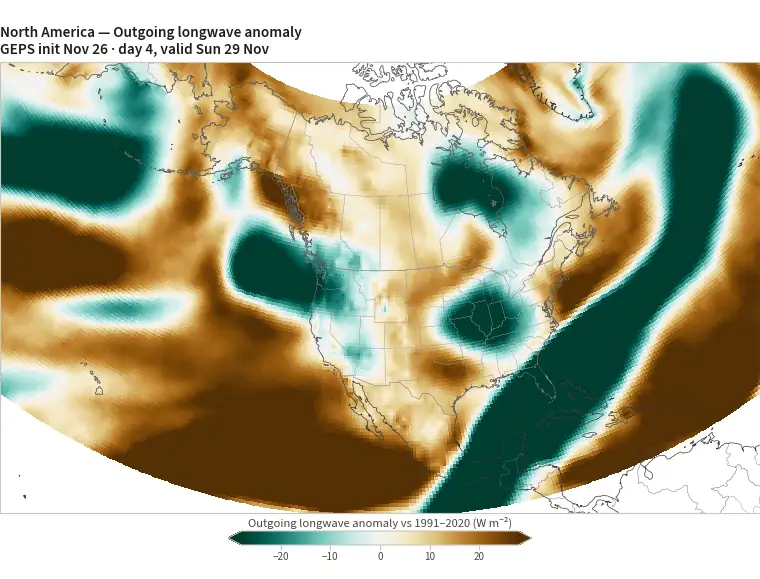 North America — Outgoing longwave anomaly
GEPS init Nov 26 · day 4, valid Sun 29 Nov
Outgoing longwave anomaly vs 1991–2020 (W m⁻²)
−20 −10 0 10 20